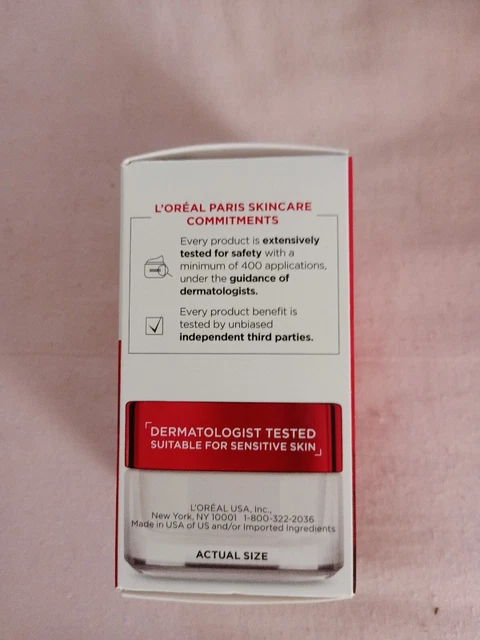 L'ORÉAL PARIS SKINCARE
COMMITMENTS
Every product is extensively
tested for safety with a
minimum of 400 applications,
under the guidance of
dermatologists.
Every product benefit is
tested by unbiased
independent third parties.
DERMATOLOGIST TESTED
SUITABLE FOR SENSITIVE SKIN
L'ORÉAL USA, Inc.,
New York, NY 10001 1-800-322-2036
Made in USA of US and/or Imported Ingredients
ACTUAL SIZE